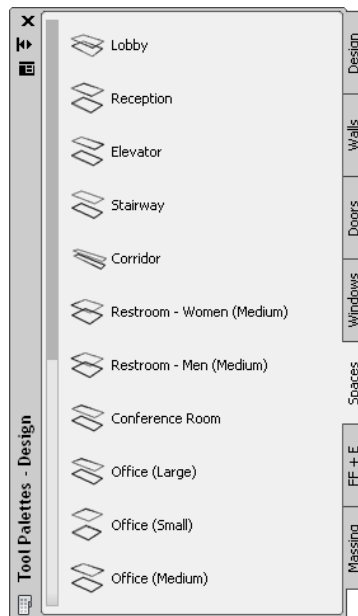 Tool Palettes - Design
Lobby
Reception
Elevator
Stairway
Corridor
Restroom - Women (Medium)
Restroom - Men (Medium)
Conference Room
Office (Large)
Office (Small)
Office (Medium)
Design
Walls
Doors
Windows
Spaces
FF + E
Massing